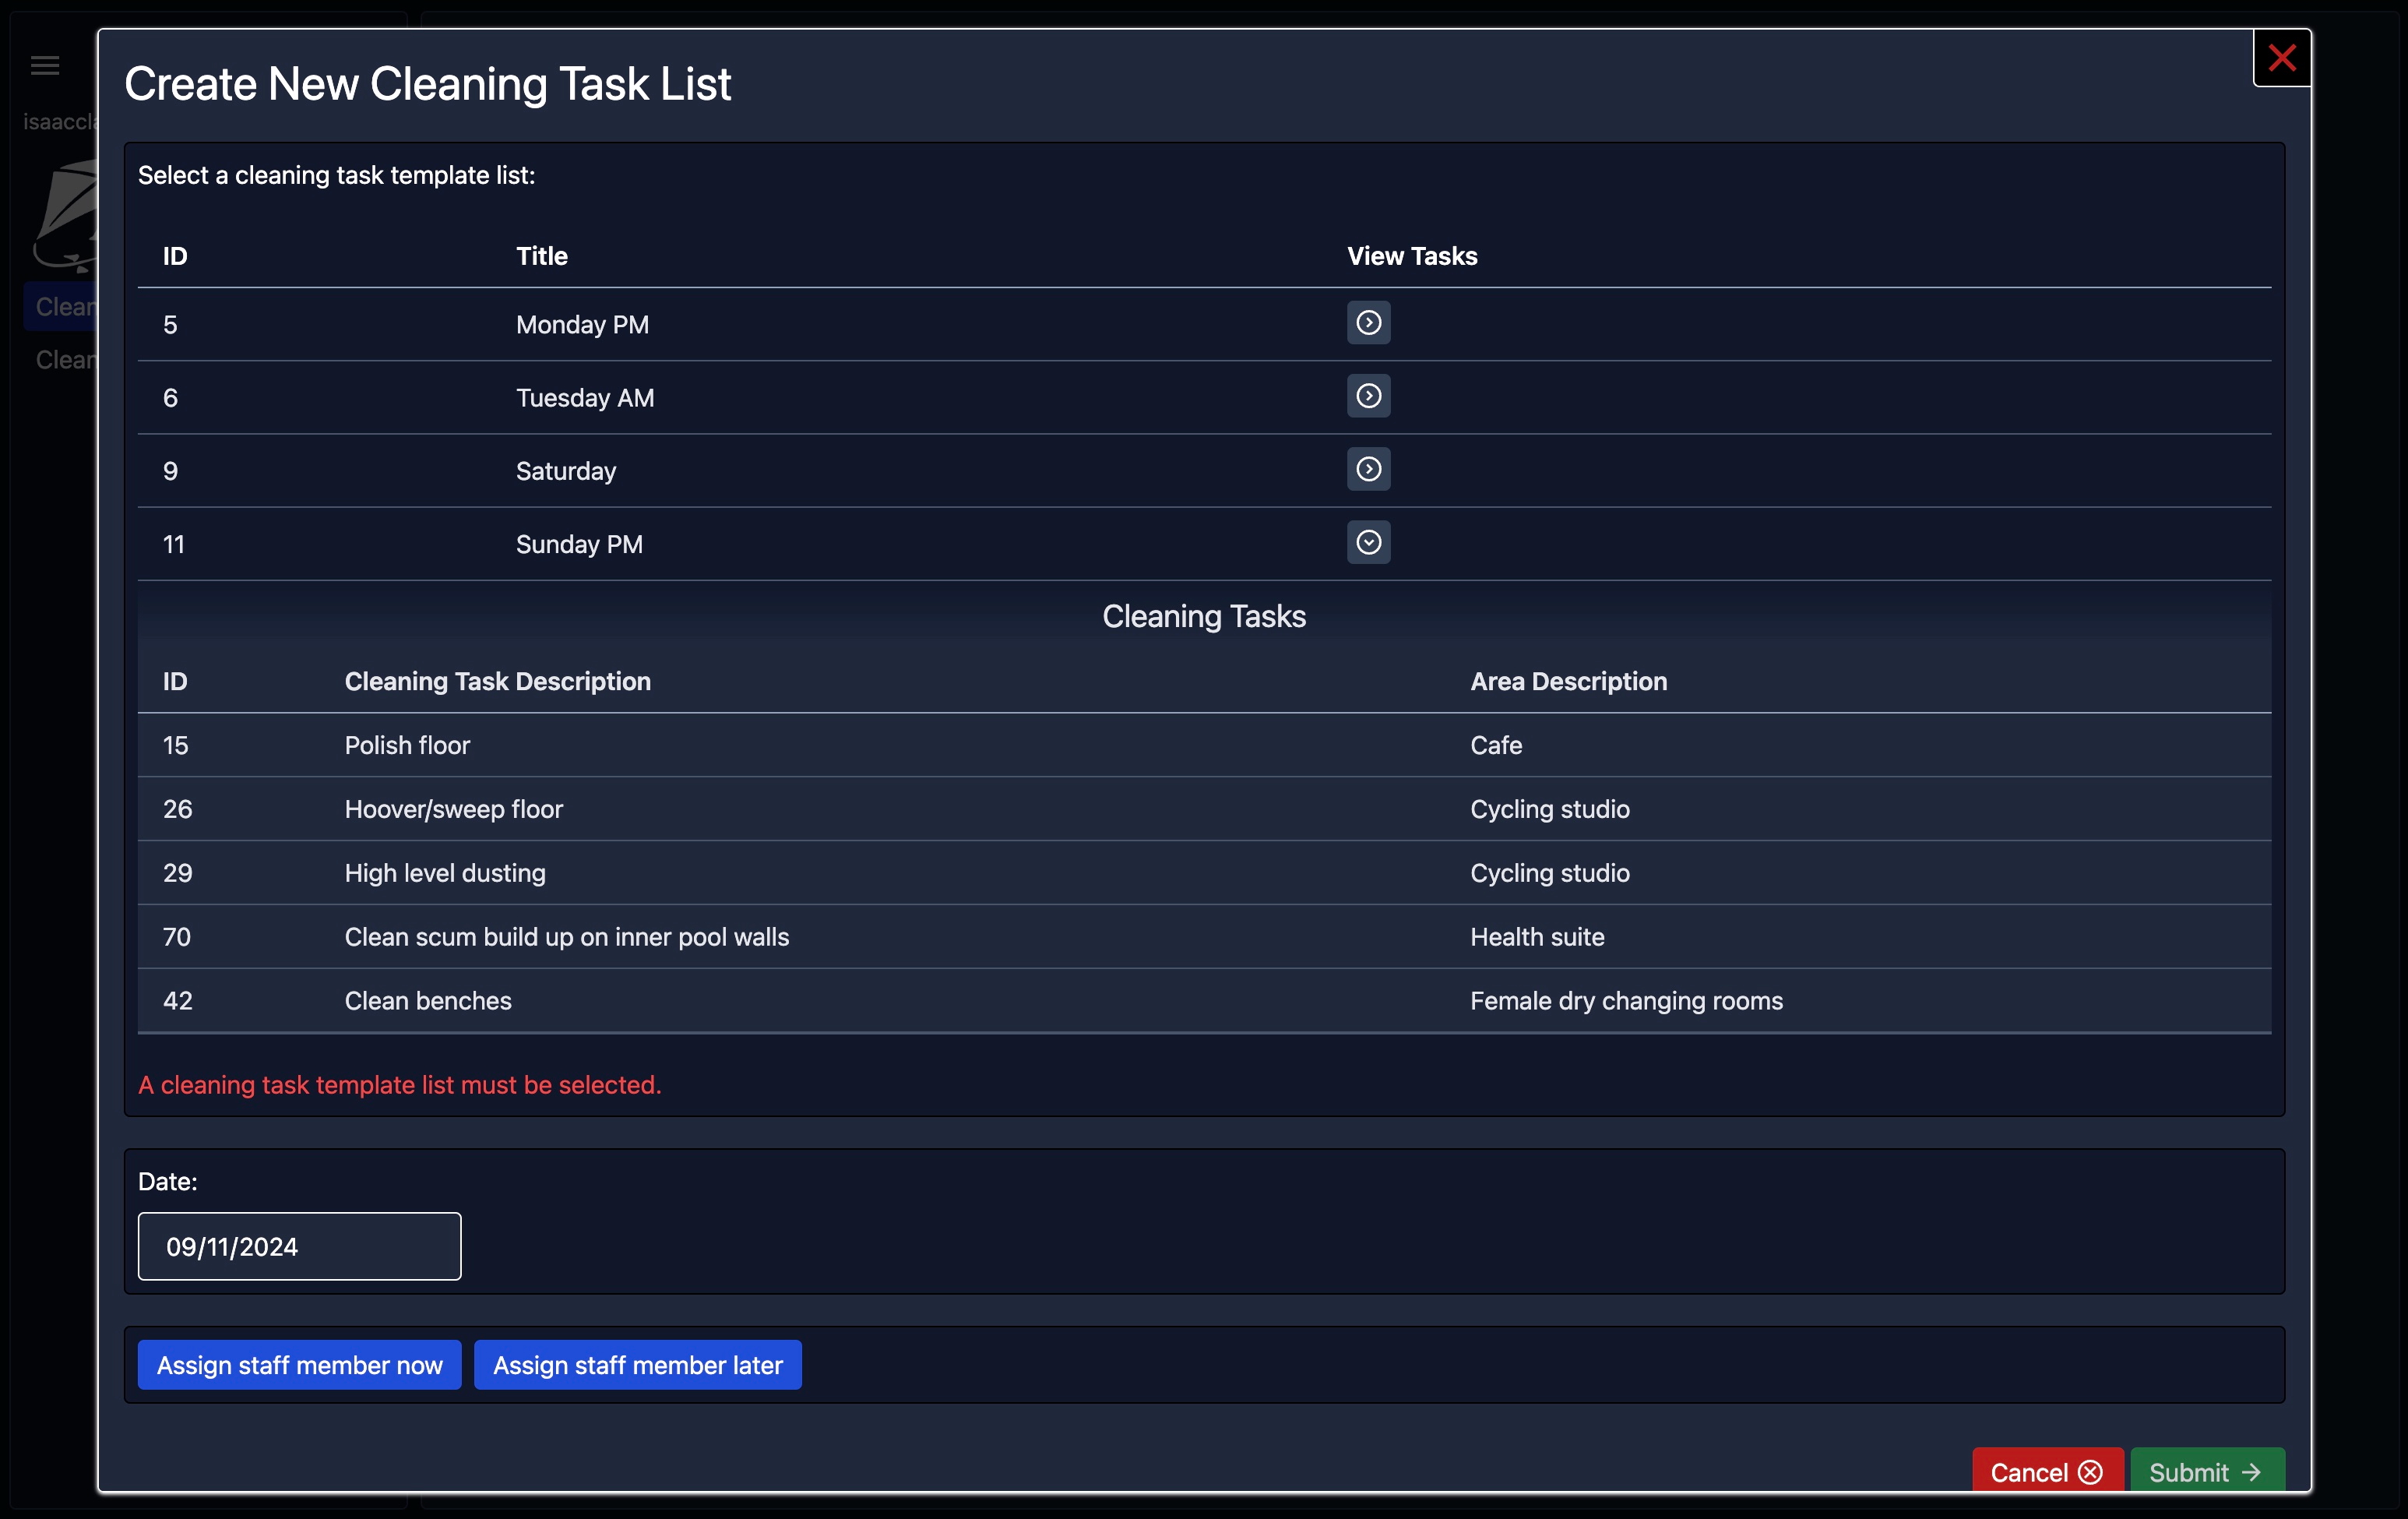 Create New Cleaning Task List
isaaccla
Clean
Clean
Select a cleaning task template list:
ID Title View Tasks
5 Monday PM
6 Tuesday AM
9 Saturday
11 Sunday PM
Cleaning Tasks
ID Cleaning Task Description Area Description
15 Polish floor Cafe
26 Hoover/sweep floor Cycling studio
29 High level dusting Cycling studio
70 Clean scum build up on inner pool walls Health suite
42 Clean benches Female dry changing rooms
A cleaning task template list must be selected.
Date:
09/11/2024
Assign staff member now Assign staff member later
Cancel Submit